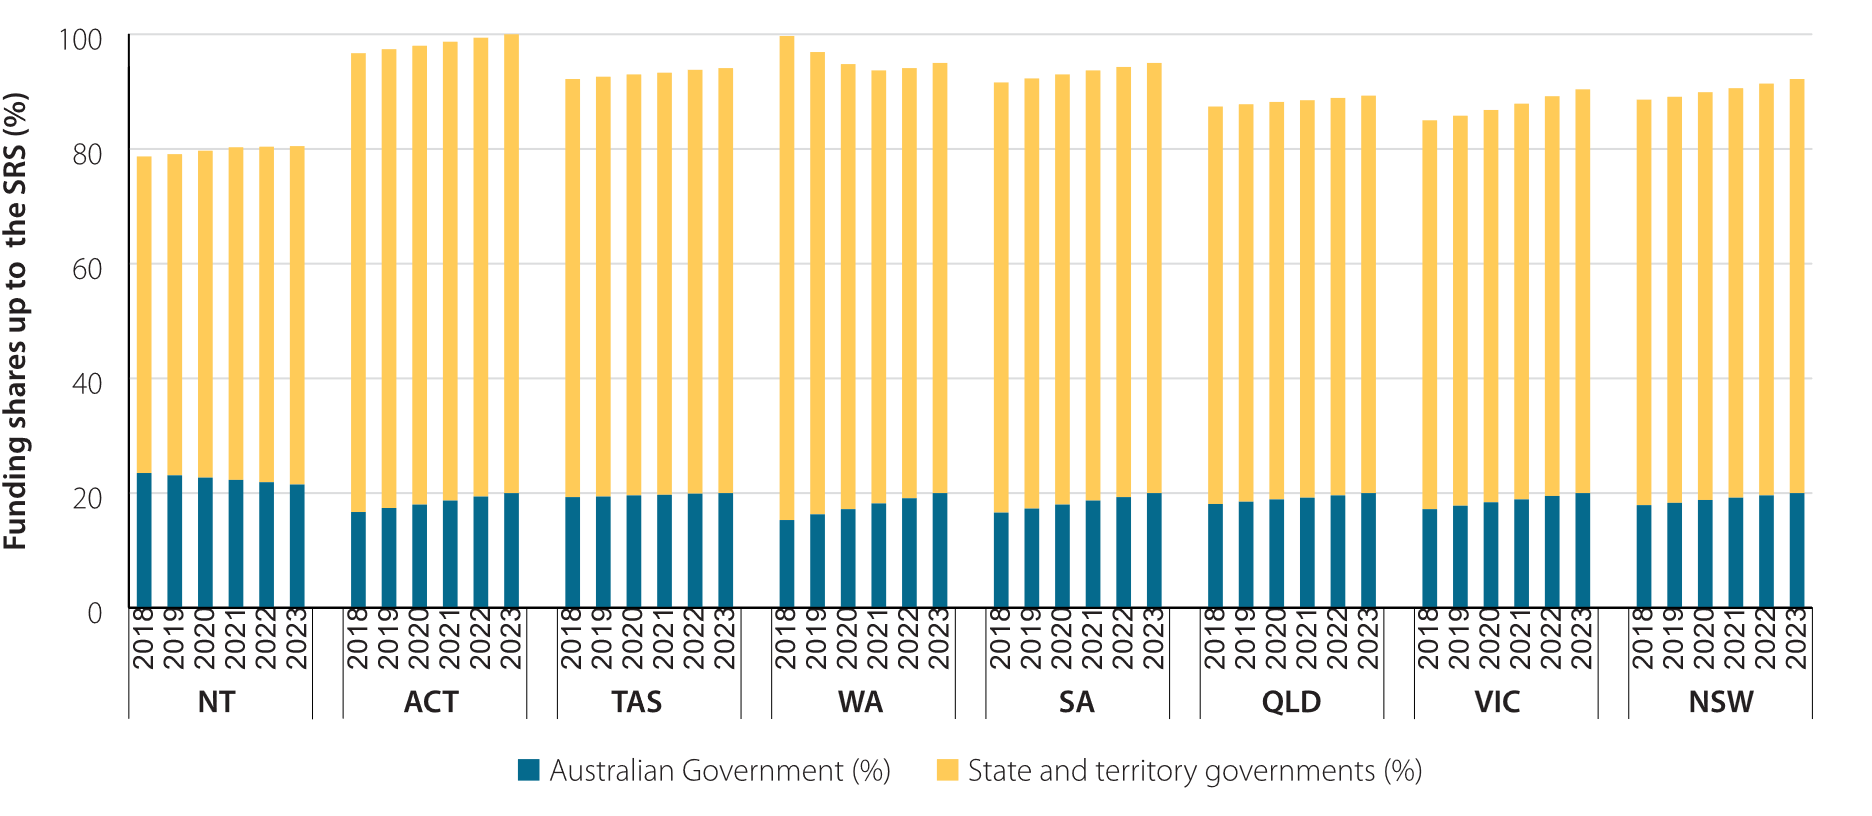 Funding shares up to the SRS (%)
100
80
60
40
20
0
2018 2019 2020 2021 2022 2023
NT
2018 2019 2020 2021 2022 2023
ACT
2018 2019 2020 2021 2022 2023
TAS
2018 2019 2020 2021 2022 2023
WA
2018 2019 2020 2021 2022 2023
SA
2018 2019 2020 2021 2022 2023
QLD
2018 2019 2020 2021 2022 2023
VIC
2018 2019 2020 2021 2022 2023
NSW
Australian Government (%) State and territory governments (%)